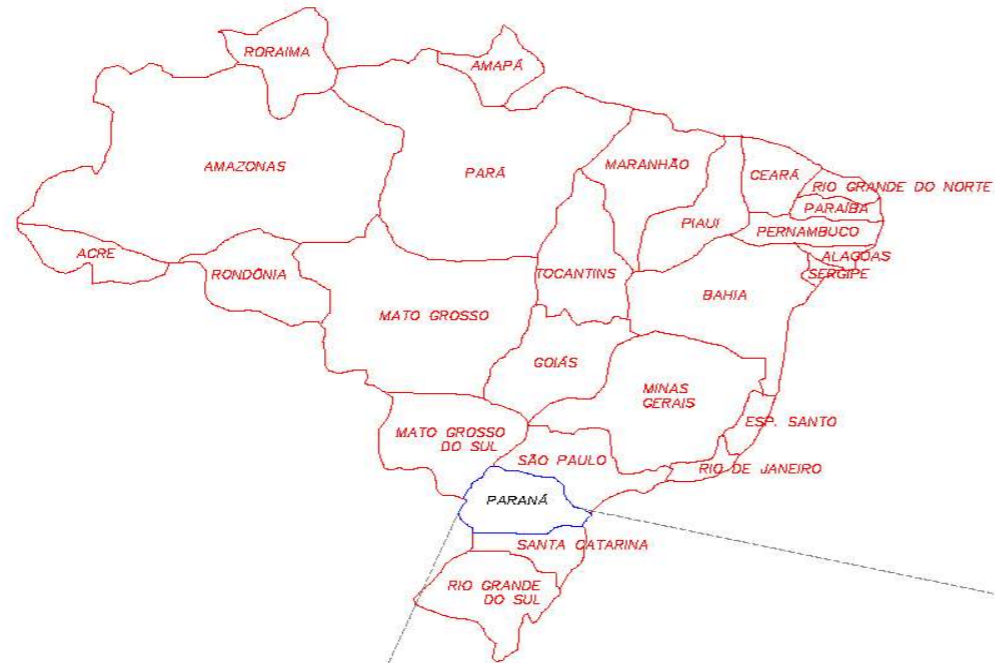 RORAIMA
AMAPÁ
AMAZONAS
PARÁ
MARANHÃO
CEARÁ
RIO GRANDE DO NORTE
PARAÍBA
PIAUI
PERNAMBUCO
ACRE
RONDÔNIA
TOCANTINS
ALAGOAS
SERGIPE
BAHIA
MATO GROSSO
GOIÁS
MINAS
GERAIS
ESP. SANTO
MATO GROSSO
DO SUL
SÃO PAULO
RIO DE JANEIRO
PARANÁ
SANTA CATARINA
RIO GRANDE
DO SUL